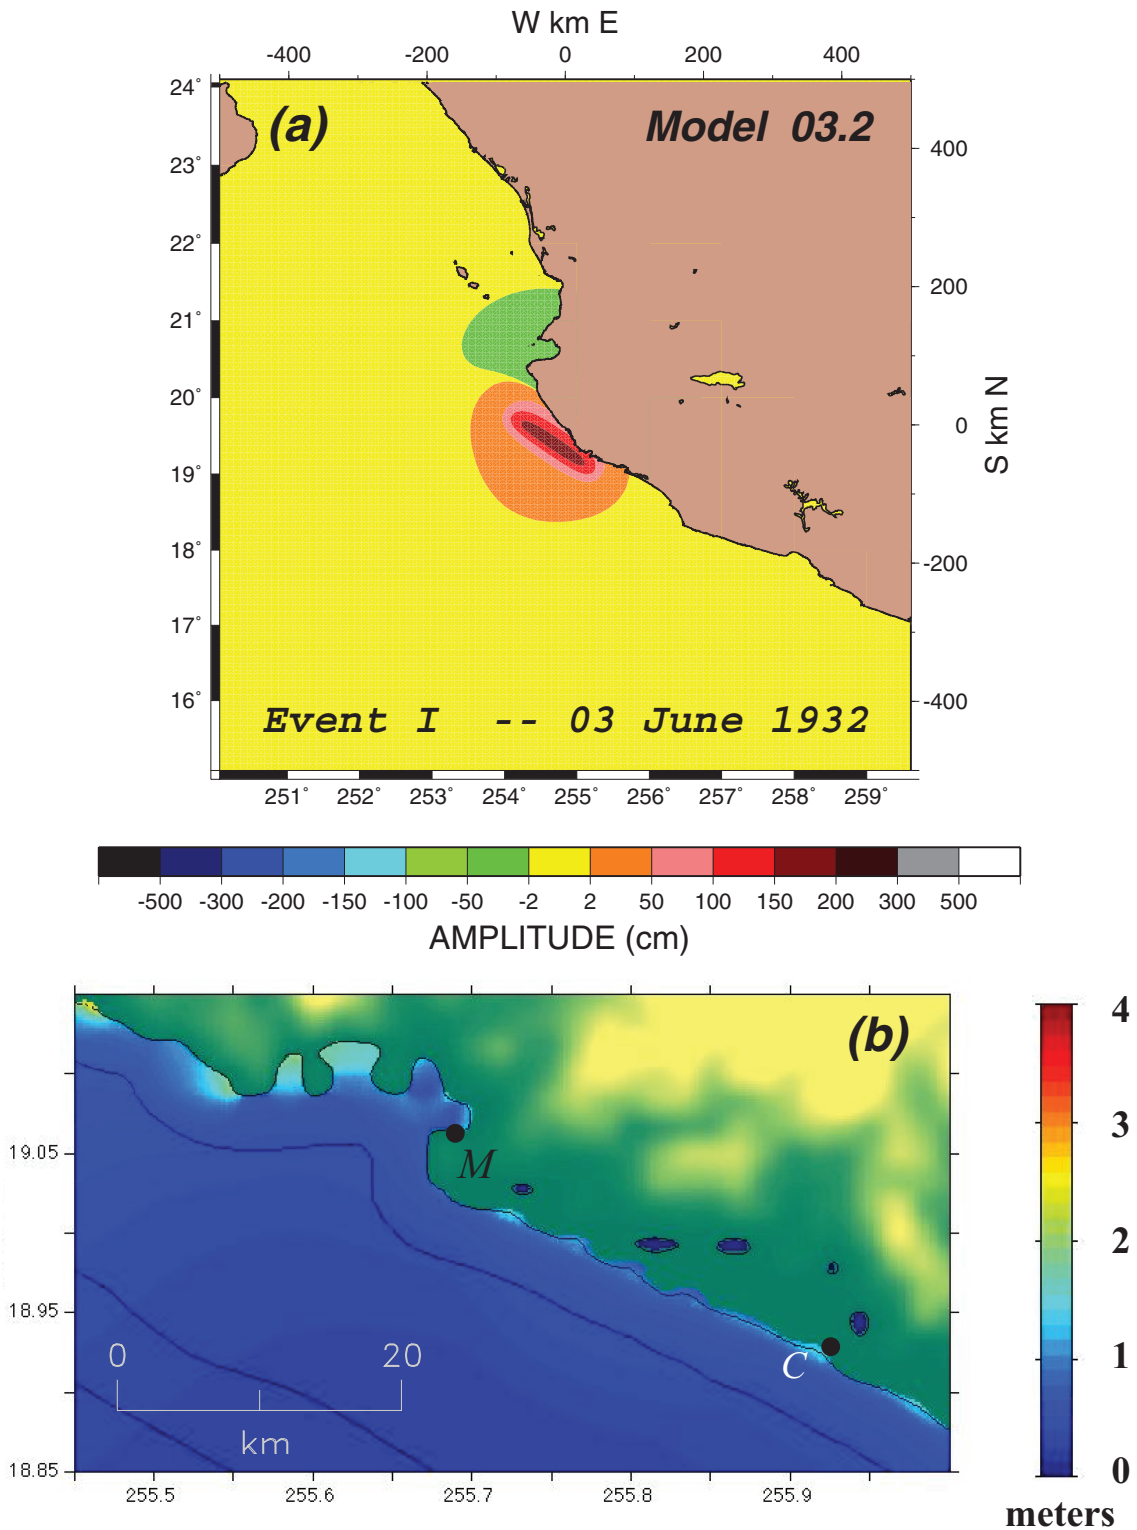 W km E
-400 -200 0 200 400
(a) Model 03.2
24°
23°
22°
21°
20°
19°
18°
17°
16°
400
200
0
-200
-400
S km N
Event I -- 03 June 1932
251° 252° 253° 254° 255° 256° 257° 258° 259°
-500 -300 -200 -150 -100 -50 -2 2 50 100 150 200 300 500
AMPLITUDE (cm)
(b)
19.05
18.95
18.85
M
C
0 20
km
255.5 255.6 255.7 255.8 255.9
4
3
2
1
0
meters